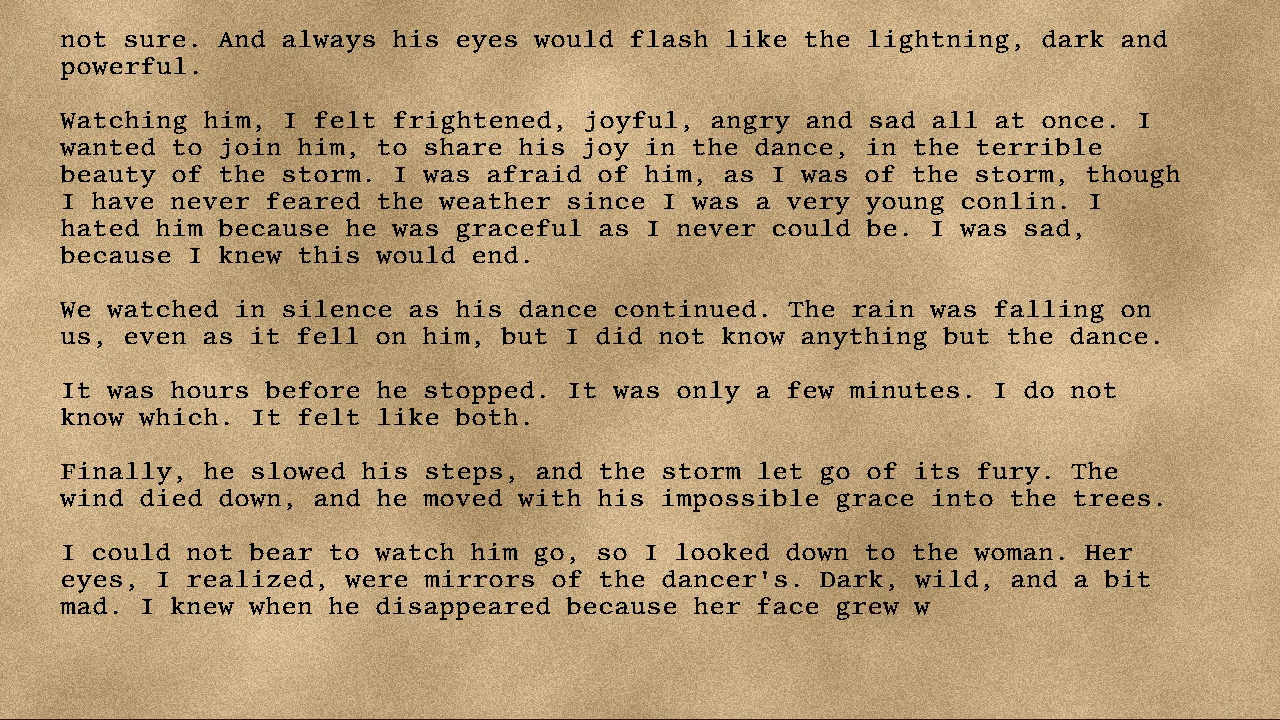 not sure. And always his eyes would flash like the lightning, dark and
powerful.
Watching him, I felt frightened, joyful, angry and sad all at once. I
wanted to join him, to share his joy in the dance, in the terrible
beauty of the storm. I was afraid of him, as I was of the storm, though
I have never feared the weather since I was a very young conlin. I
hated him because he was graceful as I never could be. I was sad,
because I knew this would end.
We watched in silence as his dance continued. The rain was falling on
us, even as it fell on him, but I did not know anything but the dance.
It was hours before he stopped. It was only a few minutes. I do not
know which. It felt like both.
Finally, he slowed his steps, and the storm let go of its fury. The
wind died down, and he moved with his impossible grace into the trees.
I could not bear to watch him go, so I looked down to the woman. Her
eyes, I realized, were mirrors of the dancer's. Dark, wild, and a bit
mad. I knew when he disappeared because her face grew w